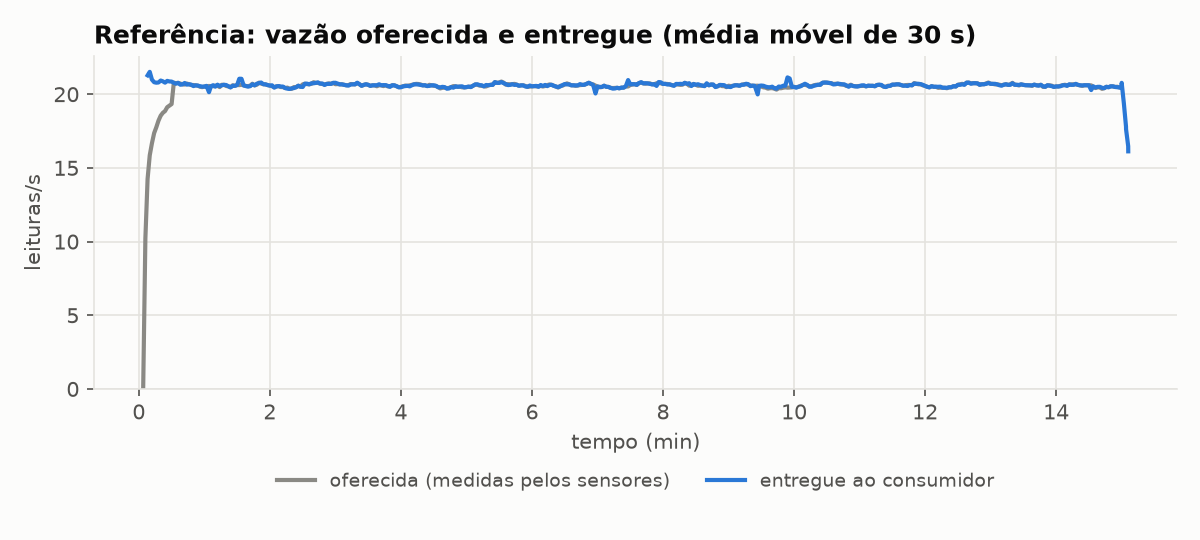 Referência: vazão oferecida e entregue (média móvel de 30 s)
leituras/s
20
15
10
5
0
0 2 4 6 8 10 12 14
tempo (min)
oferecida (medidas pelos sensores) entregue ao consumidor